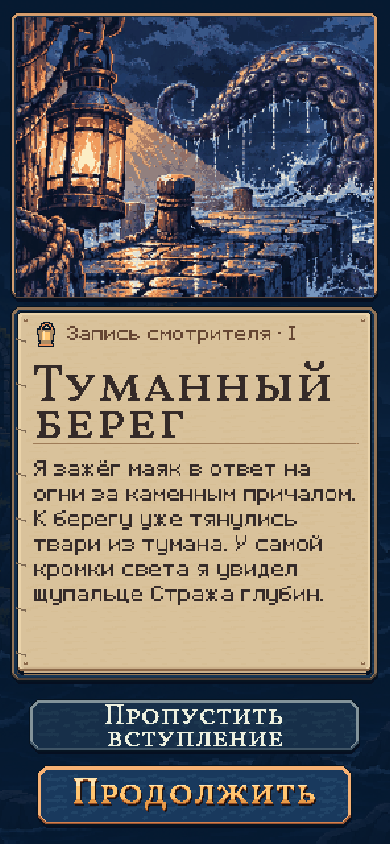 Запись смотрителя · I
Туманный
берег
Я зажёг маяк в ответ на
огни за каменным причалом.
К берегу уже тянулись
твари из тумана. У самой
кромки света я увидел
щупальце Стража глубин.
Пропустить
вступление
Продолжить